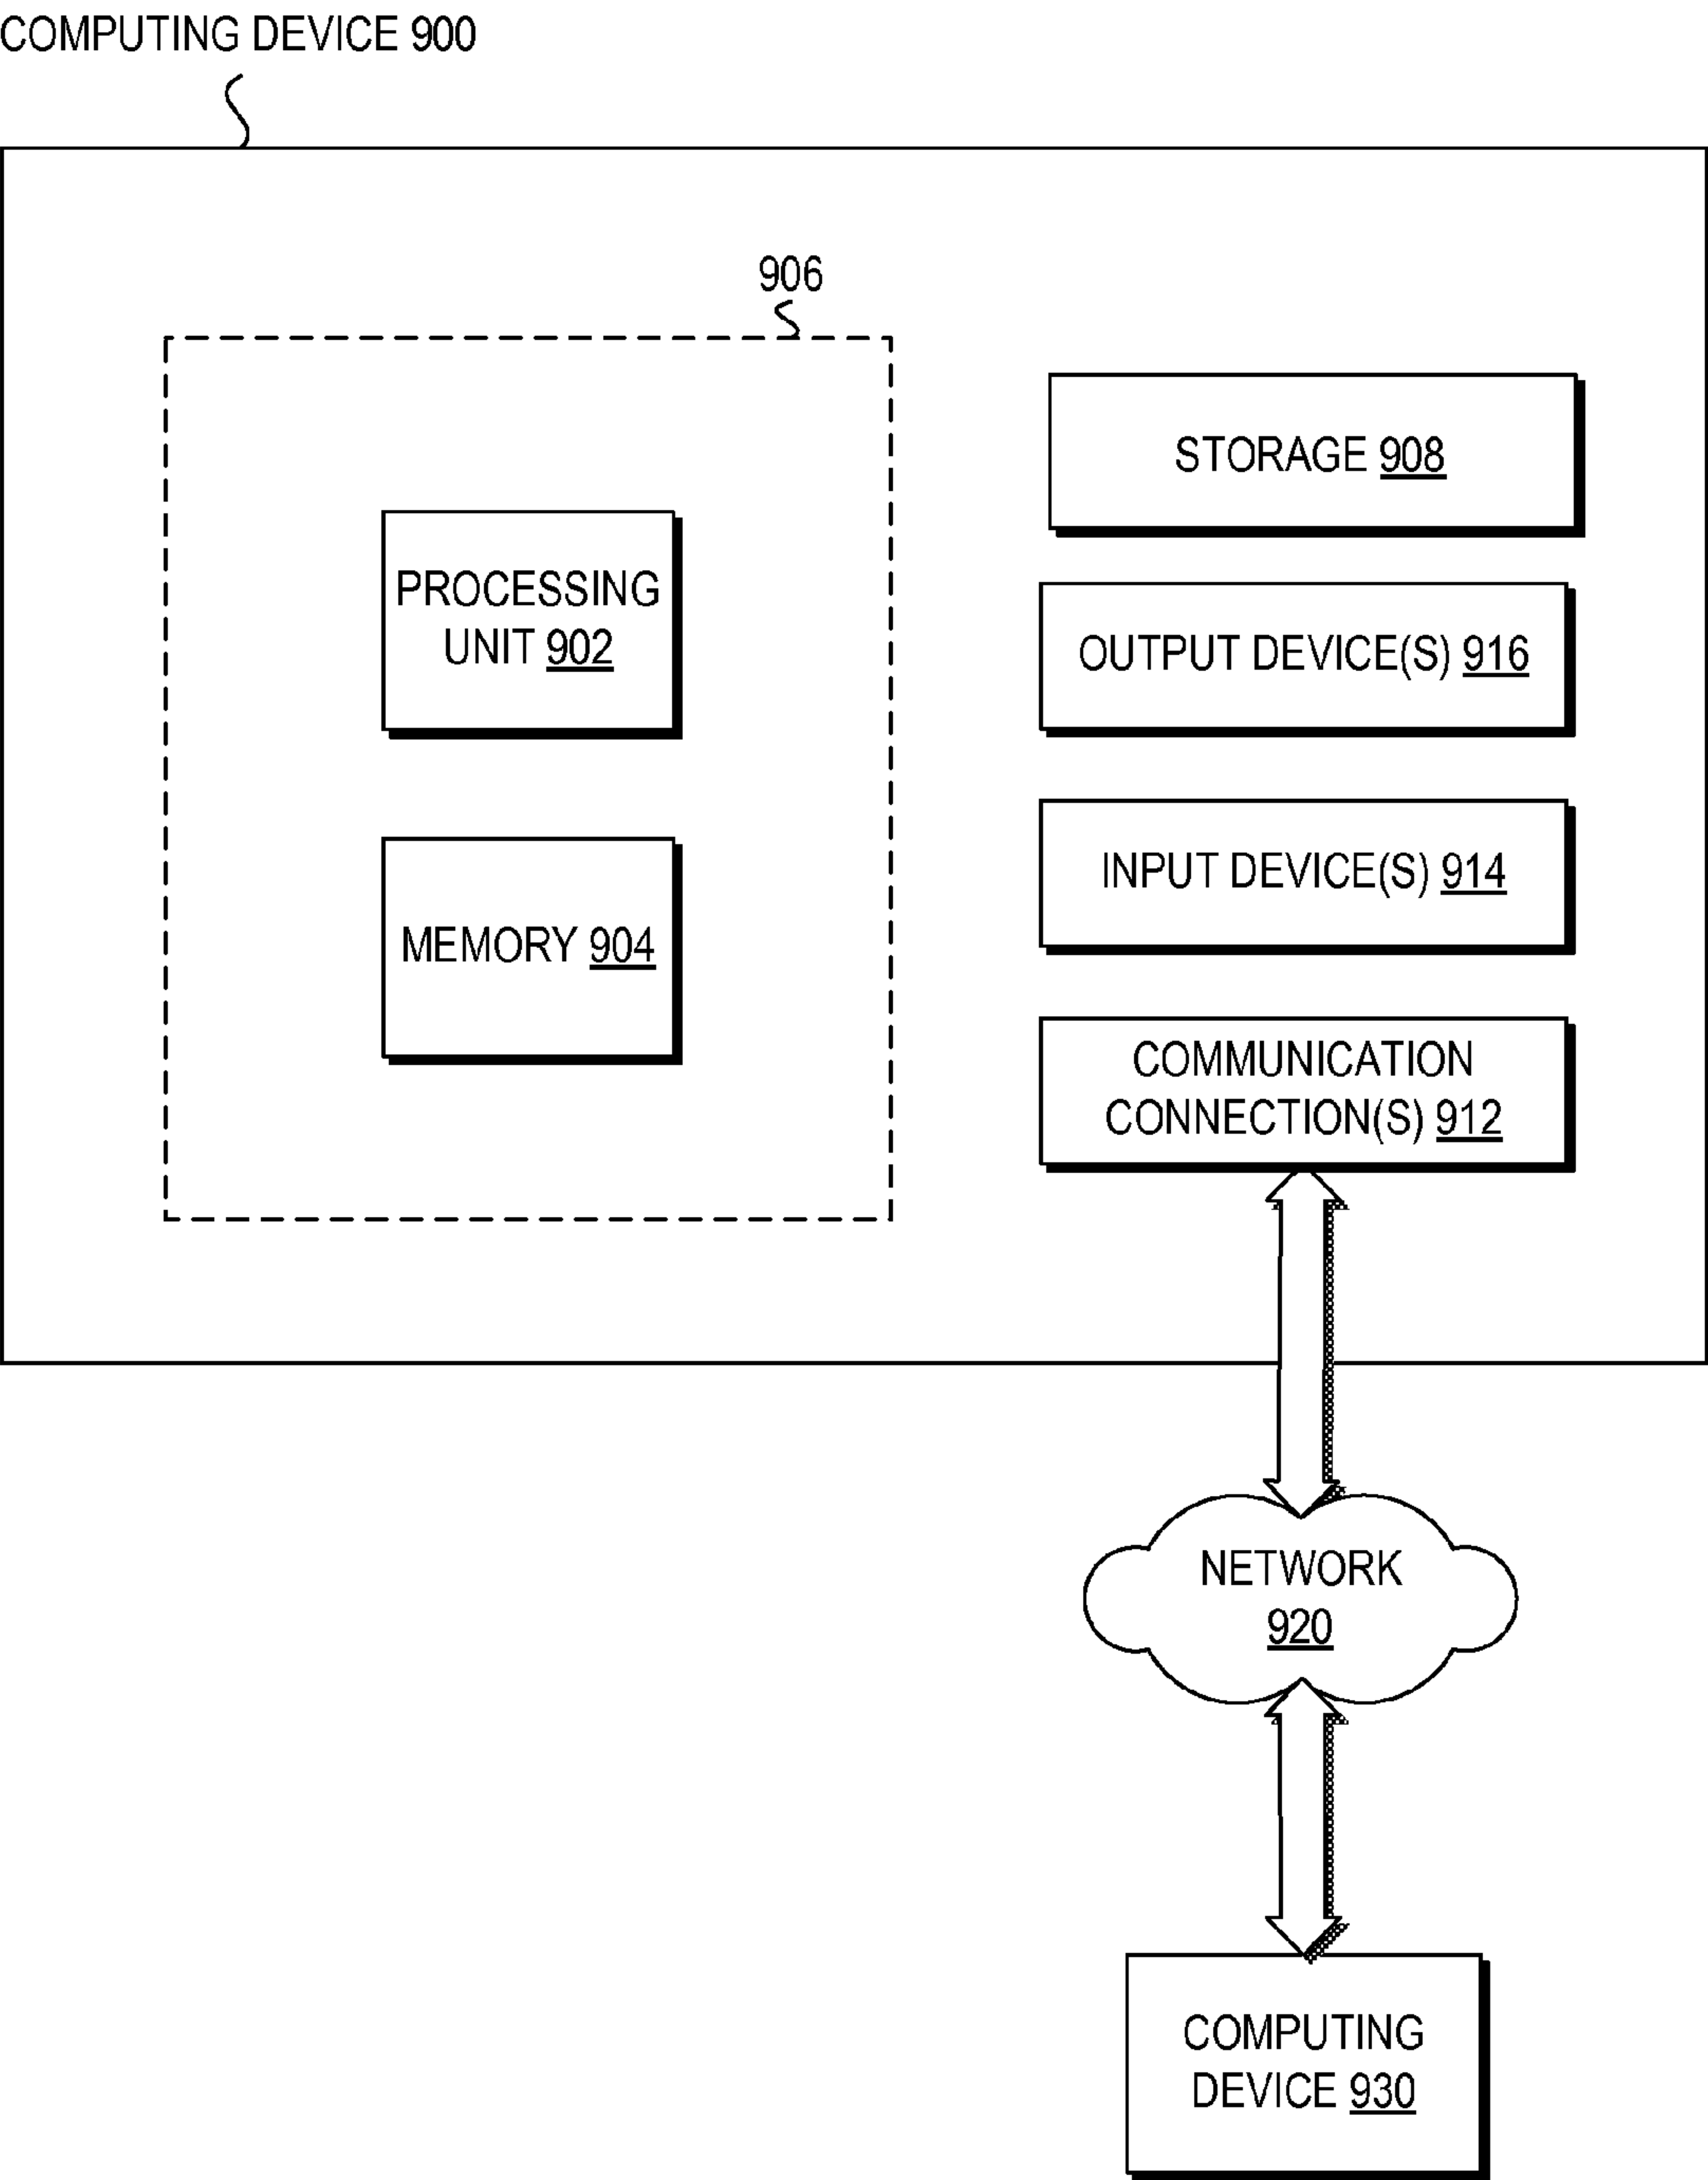 COMPUTING DEVICE 900
906
PROCESSING
UNIT 902
MEMORY 904
STORAGE 908
OUTPUT DEVICE(S) 916
INPUT DEVICE(S) 914
COMMUNICATION
CONNECTION(S) 912
NETWORK
920
COMPUTING
DEVICE 930